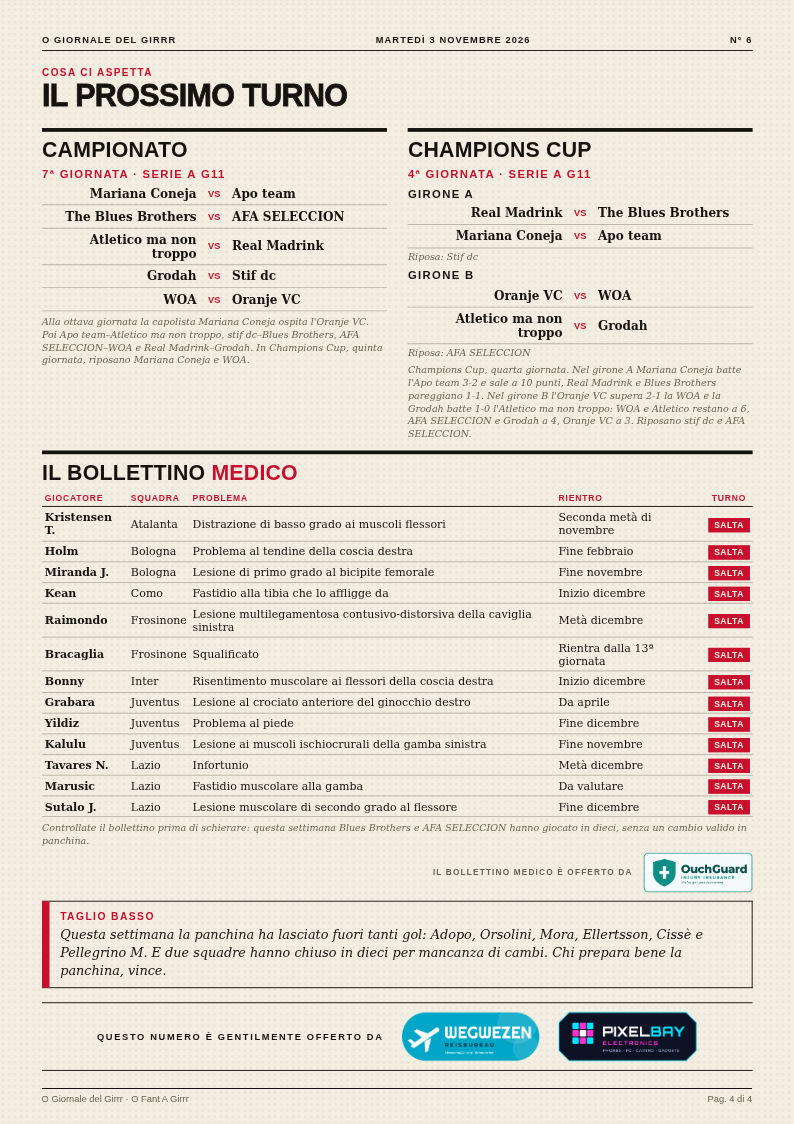 O GIORNALE DEL GIRRR MARTEDÌ 3 NOVEMBRE 2026 N° 6
COSA CI ASPETTA
IL PROSSIMO TURNO
CAMPIONATO
7ª GIORNATA · SERIE A G11
Mariana Coneja VS Apo team
The Blues Brothers VS AFA SELECCION
Atletico ma non
troppo VS Real Madrink
Grodah VS Stif dc
WOA VS Oranje VC
Alla ottava giornata la capolista Mariana Coneja ospita l'Oranje VC.
Poi Apo team–Atletico ma non troppo, stif dc–Blues Brothers, AFA
SELECCION–WOA e Real Madrink–Grodah. In Champions Cup, quinta
giornata, riposano Mariana Coneja e WOA.
CHAMPIONS CUP
4ª GIORNATA · SERIE A G11
GIRONE A
Real Madrink VS The Blues Brothers
Mariana Coneja VS Apo team
Riposa: Stif dc
GIRONE B
Oranje VC VS WOA
Atletico ma non
troppo VS Grodah
Riposa: AFA SELECCION
Champions Cup, quarta giornata. Nel girone A Mariana Coneja batte
l'Apo team 3-2 e sale a 10 punti, Real Madrink e Blues Brothers
pareggiano 1-1. Nel girone B l'Oranje VC supera 2-1 la WOA e la
Grodah batte 1-0 l'Atletico ma non troppo: WOA e Atletico restano a 6,
AFA SELECCION e Grodah a 4, Oranje VC a 3. Riposano stif dc e AFA
SELECCION.
IL BOLLETTINO MEDICO
GIOCATORE SQUADRA PROBLEMA RIENTRO TURNO
Kristensen
T. Atalanta Distrazione di basso grado ai muscoli flessori Seconda metà di
novembre SALTA
Holm Bologna Problema al tendine della coscia destra Fine febbraio SALTA
Miranda J. Bologna Lesione di primo grado al bicipite femorale Fine novembre SALTA
Kean Como Fastidio alla tibia che lo affligge da Inizio dicembre SALTA
Raimondo Frosinone Lesione multilegamentosa contusivo-distorsiva della caviglia
sinistra Metà dicembre SALTA
Bracaglia Frosinone Squalificato Rientra dalla 13ª
giornata SALTA
Bonny Inter Risentimento muscolare ai flessori della coscia destra Inizio dicembre SALTA
Grabara Juventus Lesione al crociato anteriore del ginocchio destro Da aprile SALTA
Yildiz Juventus Problema al piede Fine dicembre SALTA
Kalulu Juventus Lesione ai muscoli ischiocrurali della gamba sinistra Fine novembre SALTA
Tavares N. Lazio Infortunio Metà dicembre SALTA
Marusic Lazio Fastidio muscolare alla gamba Da valutare SALTA
Sutalo J. Lazio Lesione muscolare di secondo grado al flessore Fine dicembre SALTA
Controllate il bollettino prima di schierare: questa settimana Blues Brothers e AFA SELECCION hanno giocato in dieci, senza un cambio valido in
panchina.
IL BOLLETTINO MEDICO È OFFERTO DA OuchGuard
INJURY INSURANCE
TAGLIO BASSO
Questa settimana la panchina ha lasciato fuori tanti gol: Adopo, Orsolini, Mora, Ellertsson, Cissè e
Pellegrino M. E due squadre hanno chiuso in dieci per mancanza di cambi. Chi prepara bene la
panchina, vince.
QUESTO NUMERO È GENTILMENTE OFFERTO DA WEGWEZEN
REISBUREAU
PIXELBAY
ELECTRONICS
PHONES · PC · CAMERE · GADGETS
O Giornale del Girrr · O Fant A Girrr Pag. 4 di 4